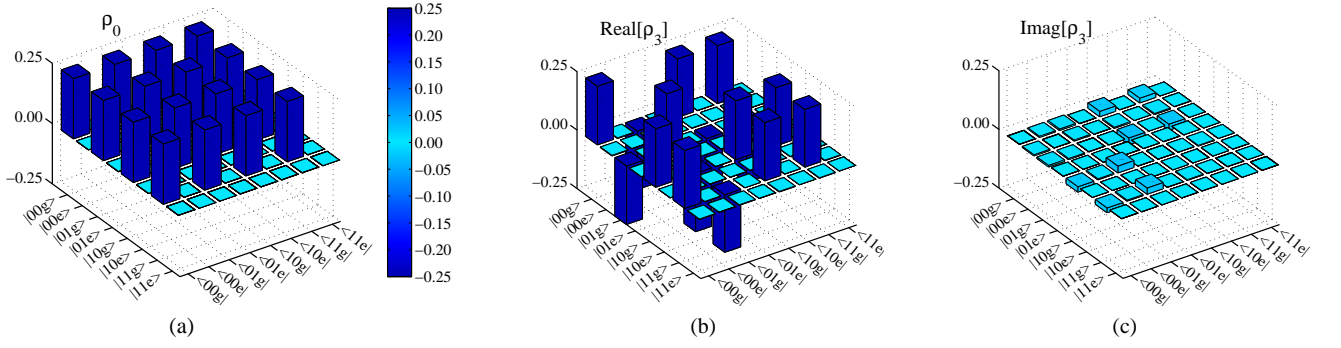 ρ0
0.25
0.00
−0.25
|00g>
|00e>
|01g>
|01e>
|10g>
|10e>
|11g>
|11e>
<00g|
<00e|
<01g|
<01e|
<10g|
<10e|
<11g|
<11e|
(a)
0.25
0.20
0.15
0.10
0.05
0.00
−0.05
−0.10
−0.15
−0.20
−0.25
Real[ρ3]
0.25
0.00
−0.25
|00g>
|00e>
|01g>
|01e>
|10g>
|10e>
|11g>
|11e>
<00g|
<00e|
<01g|
<01e|
<10g|
<10e|
<11g|
<11e|
(b)
Imag[ρ3]
0.25
0.00
−0.25
|00g>
|00e>
|01g>
|01e>
|10g>
|10e>
|11g>
|11e>
<00g|
<00e|
<01g|
<01e|
<10g|
<10e|
<11g|
<11e|
(c)